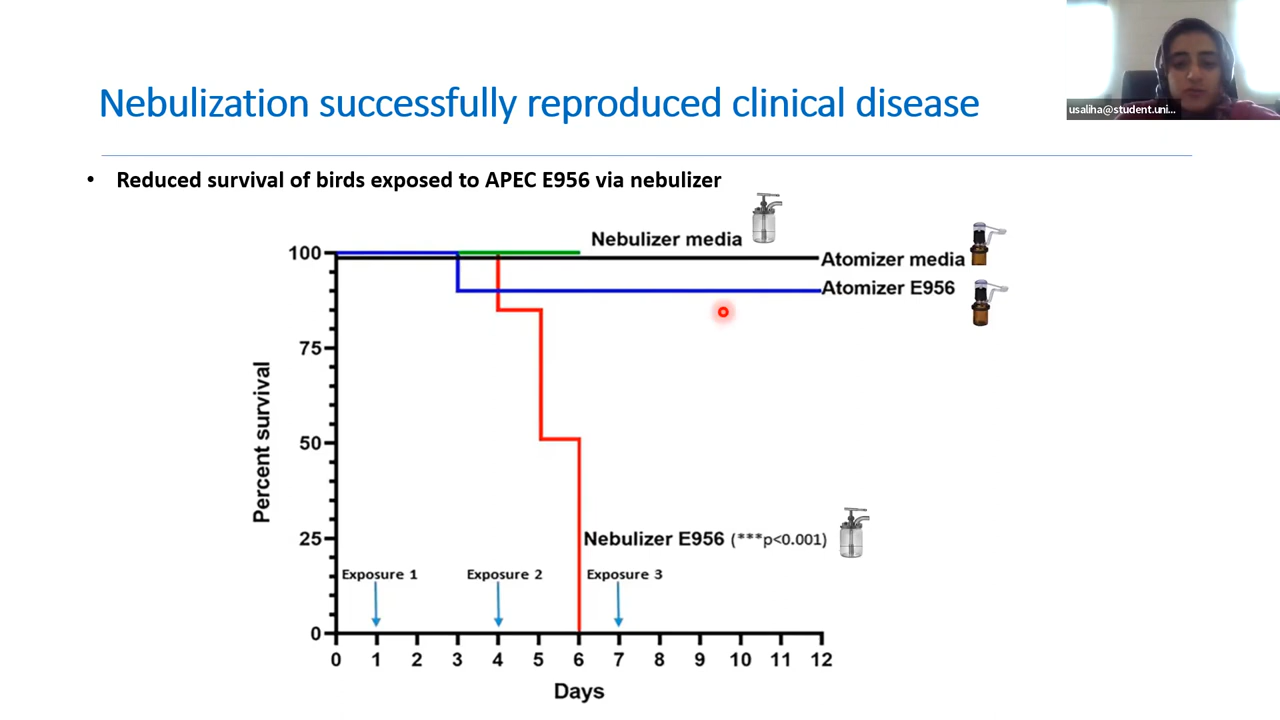 Nebulization successfully reproduced clinical disease
usaliha@student.uni...
• Reduced survival of birds exposed to APEC E956 via nebulizer
Nebulizer media
Atomizer media
Atomizer E956
Nebulizer E956 (***p<0.001)
Exposure 1
Exposure 2
Exposure 3
Percent survival
100
75
50
25
0
0 1 2 3 4 5 6 7 8 9 10 11 12
Days